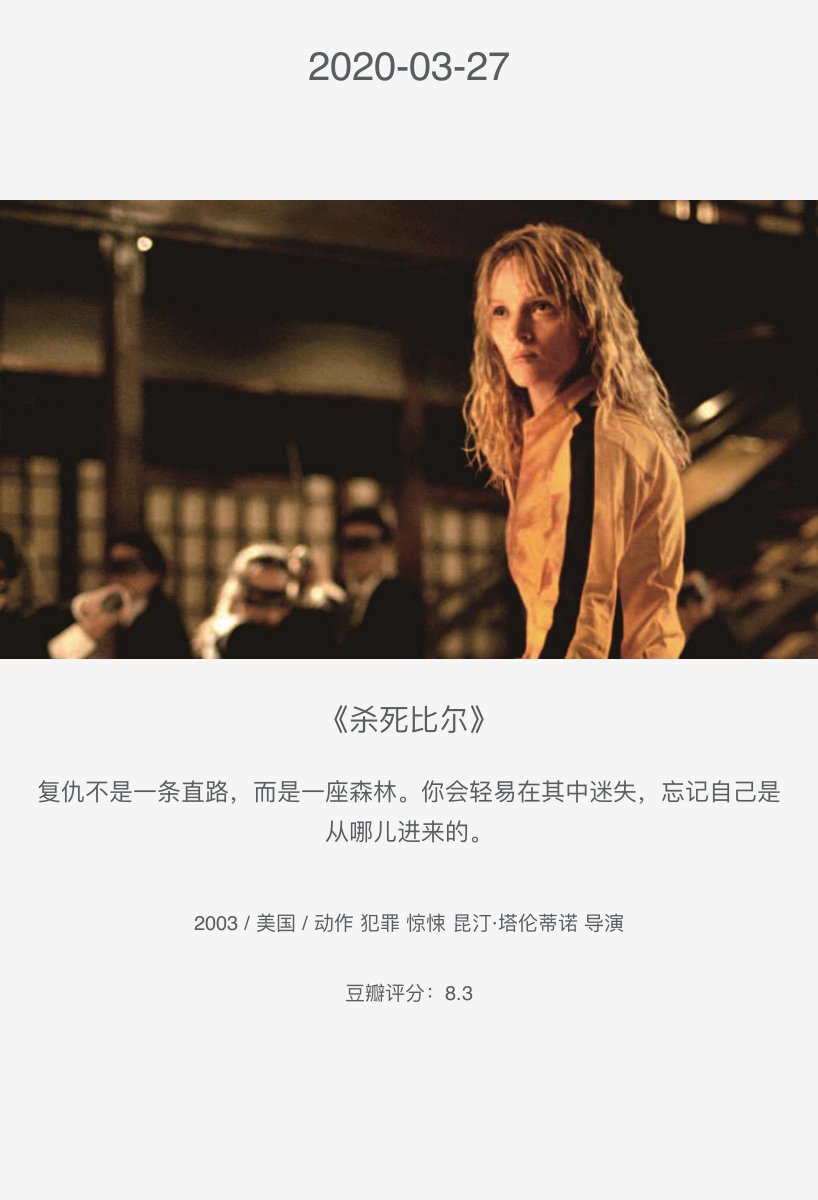 2020-03-27
《杀死比尔》
复仇不是一条直路，而是一座森林。你会轻易在其中迷失，忘记自己是
从哪儿进来的。
2003 / 美国 / 动作 犯罪 惊悚 昆汀·塔伦蒂诺 导演
豆瓣评分：8.3